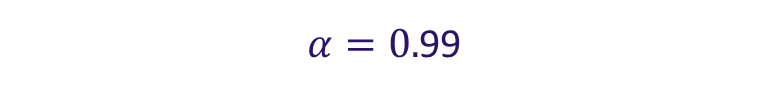 α = 0.99